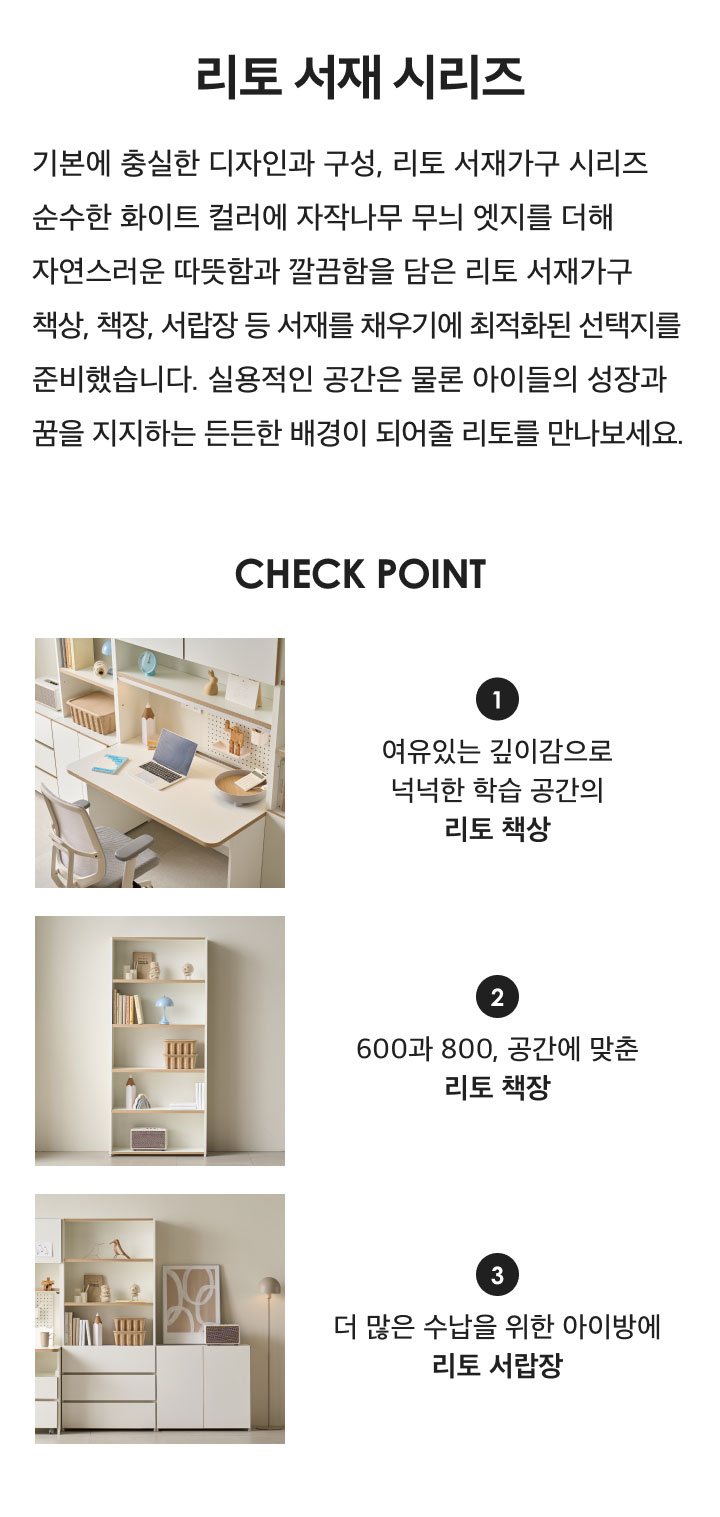 리토 서재 시리즈
기본에 충실한 디자인과 구성, 리토 서재가구 시리즈
순수한 화이트 컬러에 자작나무 무늬 엣지를 더해
자연스러운 따뜻함과 깔끔함을 담은 리토 서재가구
책상, 책장, 서랍장 등 서재를 채우기에 최적화된 선택지를
준비했습니다. 실용적인 공간은 물론 아이들의 성장과
꿈을 지지하는 든든한 배경이 되어줄 리토를 만나보세요.
CHECK POINT
1
여유있는 깊이감으로
넉넉한 학습 공간의
리토 책상
2
600과 800, 공간에 맞춘
리토 책장
3
더 많은 수납을 위한 아이방에
리토 서랍장